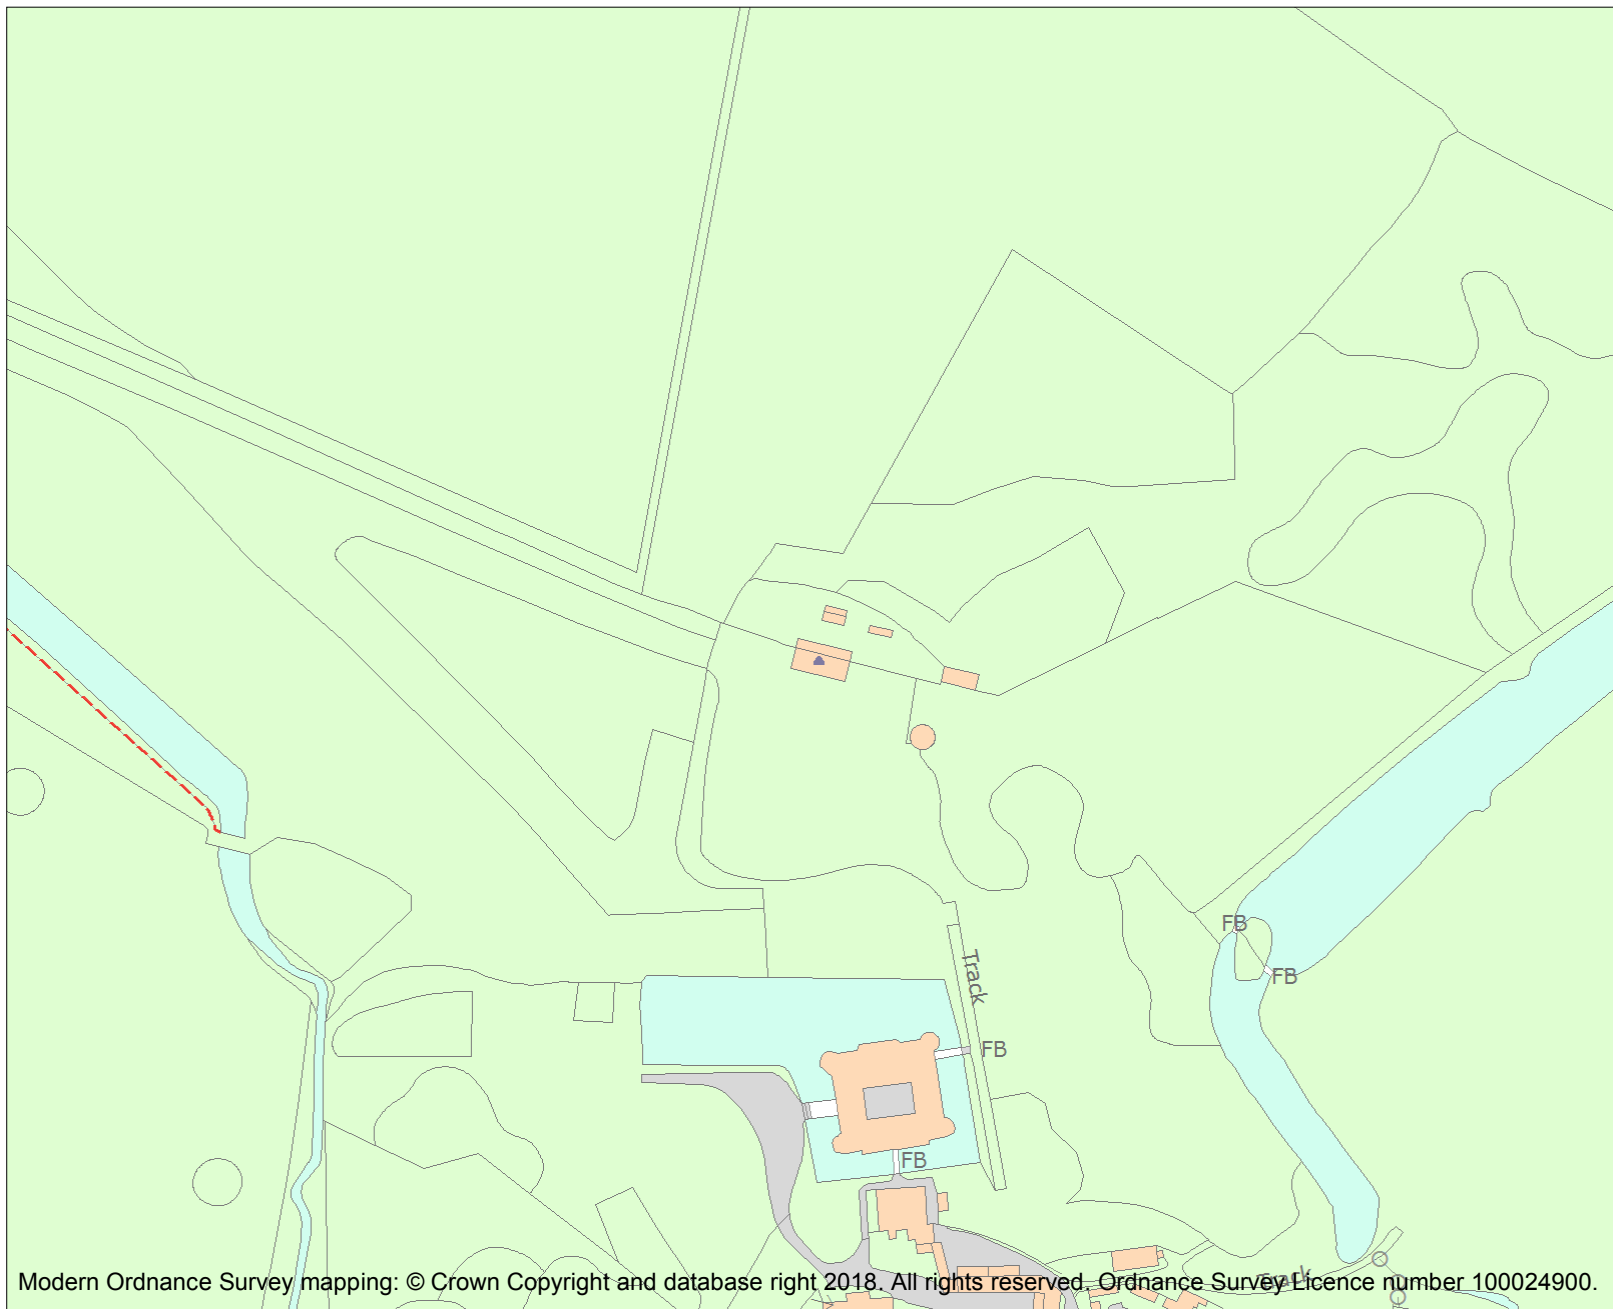 FB
FB
Track
FB
FB
Track
Modern Ordnance Survey mapping: © Crown Copyright and database right 2018. All rights reserved. Ordnance Survey Licence number 100024900.